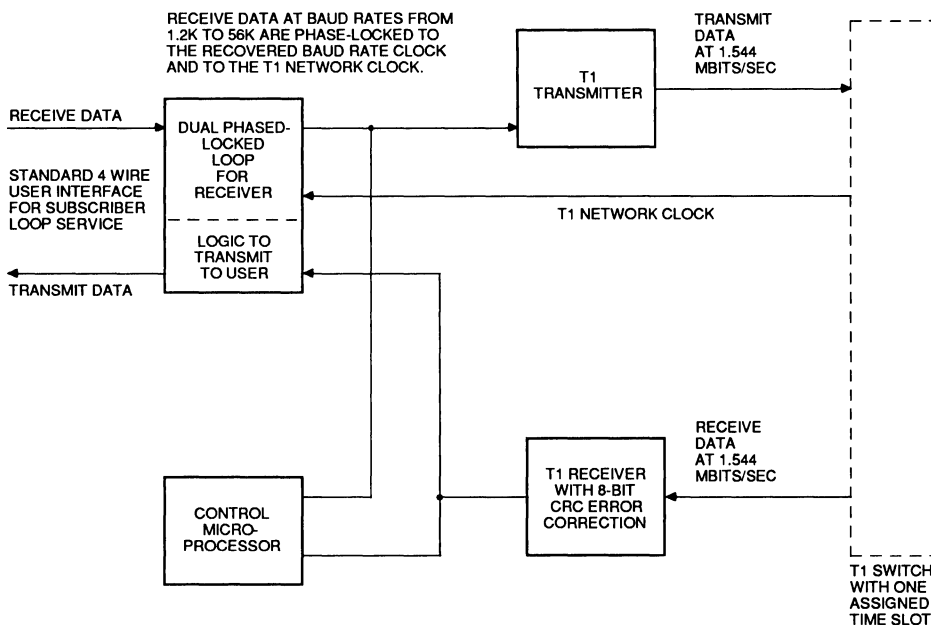 RECEIVE DATA AT BAUD RATES FROM
1.2K TO 56K ARE PHASE-LOCKED TO
THE RECOVERED BAUD RATE CLOCK
AND TO THE T1 NETWORK CLOCK.
TRANSMIT
DATA
AT 1.544
MBITS/SEC
T1
TRANSMITTER
RECEIVE DATA
DUAL PHASED-
LOCKED
LOOP
FOR
RECEIVER
STANDARD 4 WIRE
USER INTERFACE
FOR SUBSCRIBER
LOOP SERVICE
T1 NETWORK CLOCK
LOGIC TO
TRANSMIT
TO USER
TRANSMIT DATA
RECEIVE
DATA
AT 1.544
MBITS/SEC
T1 RECEIVER
WITH 8-BIT
CRC ERROR
CORRECTION
CONTROL
MICRO-
PROCESSOR
T1 SWITCH
WITH ONE
ASSIGNED
TIME SLOT